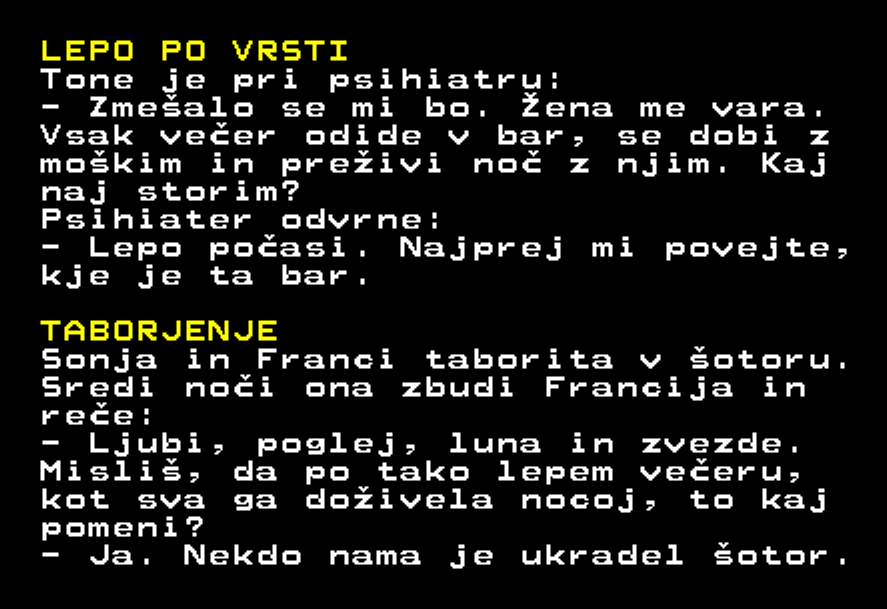 LEPO PO VRSTI
Tone je pri psihiatru:
- Zmešalo se mi bo. Žena me vara.
Vsak večer odide v bar, se dobi z
moškim in preživi noč z njim. Kaj
naj storim?
Psihiater odvrne:
- Lepo počasi. Najprej mi povejte,
kje je ta bar.
TABORJENJE
Sonja in Franci taborita v šotoru.
Sredi noči ona zbudi Francija in
reče:
- Ljubi, poglej, luna in zvezde.
Misliš, da po tako lepem večeru,
kot sva ga doživela nocoj, to kaj
pomeni?
- Ja. Nekdo nama je ukradel šotor.